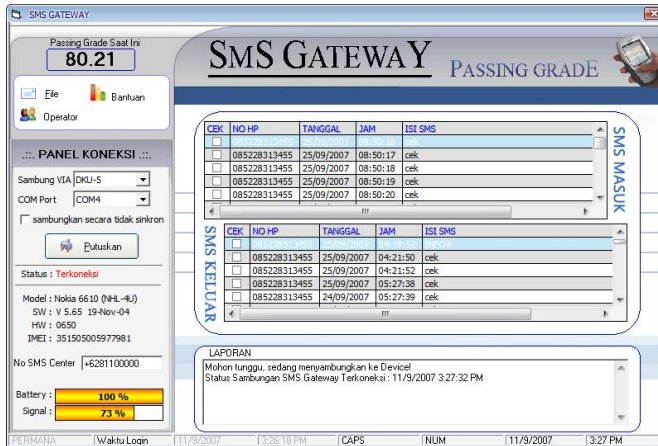 SMS GATEWAY
Passing Grade Saat Ini
80.21
File
Bantuan
Operator
.::. PANEL KONEKSI .::.
Sambung VIA DKU-5
COM Port COM4
sambungkan secara tidak sinkron
Putuskan
Status : Terkoneksi
Model : Nokia 6610 (NHL-4U)
SW : V 5.65 19-Nov-04
HW : 0650
IMEI : 351505005977981
No SMS Center +6281100000
Battery : 100 %
Signal : 73 %
SMS GATEWAY PASSING GRADE
CEK NO HP TANGGAL JAM ISI SMS
085228313455 25/09/2007 08:50:16 cek
085228313455 25/09/2007 08:50:17 cek
085228313455 25/09/2007 08:50:18 cek
085228313455 25/09/2007 08:50:19 cek
085228313455 25/09/2007 08:50:20 cek
SMS MASUK
CEK NO HP TANGGAL JAM ISI SMS
085228313455 25/09/2007 04:18:52 INFO#
085228313455 25/09/2007 04:21:50 cek
085228313455 25/09/2007 04:21:52 cek
085228313455 25/09/2007 05:27:38 cek
085228313455 24/09/2007 05:27:39 cek
SMS KELUAR
LAPORAN
Mohon tunggu, sedang menyambungkan ke Device!
Status Sambungan SMS Gateway Terkoneksi : 11/9/2007 3:27:32 PM
PERMANA Waktu Login 11/9/2007 3:26:18 PM CAPS NUM 11/9/2007 3:27 PM